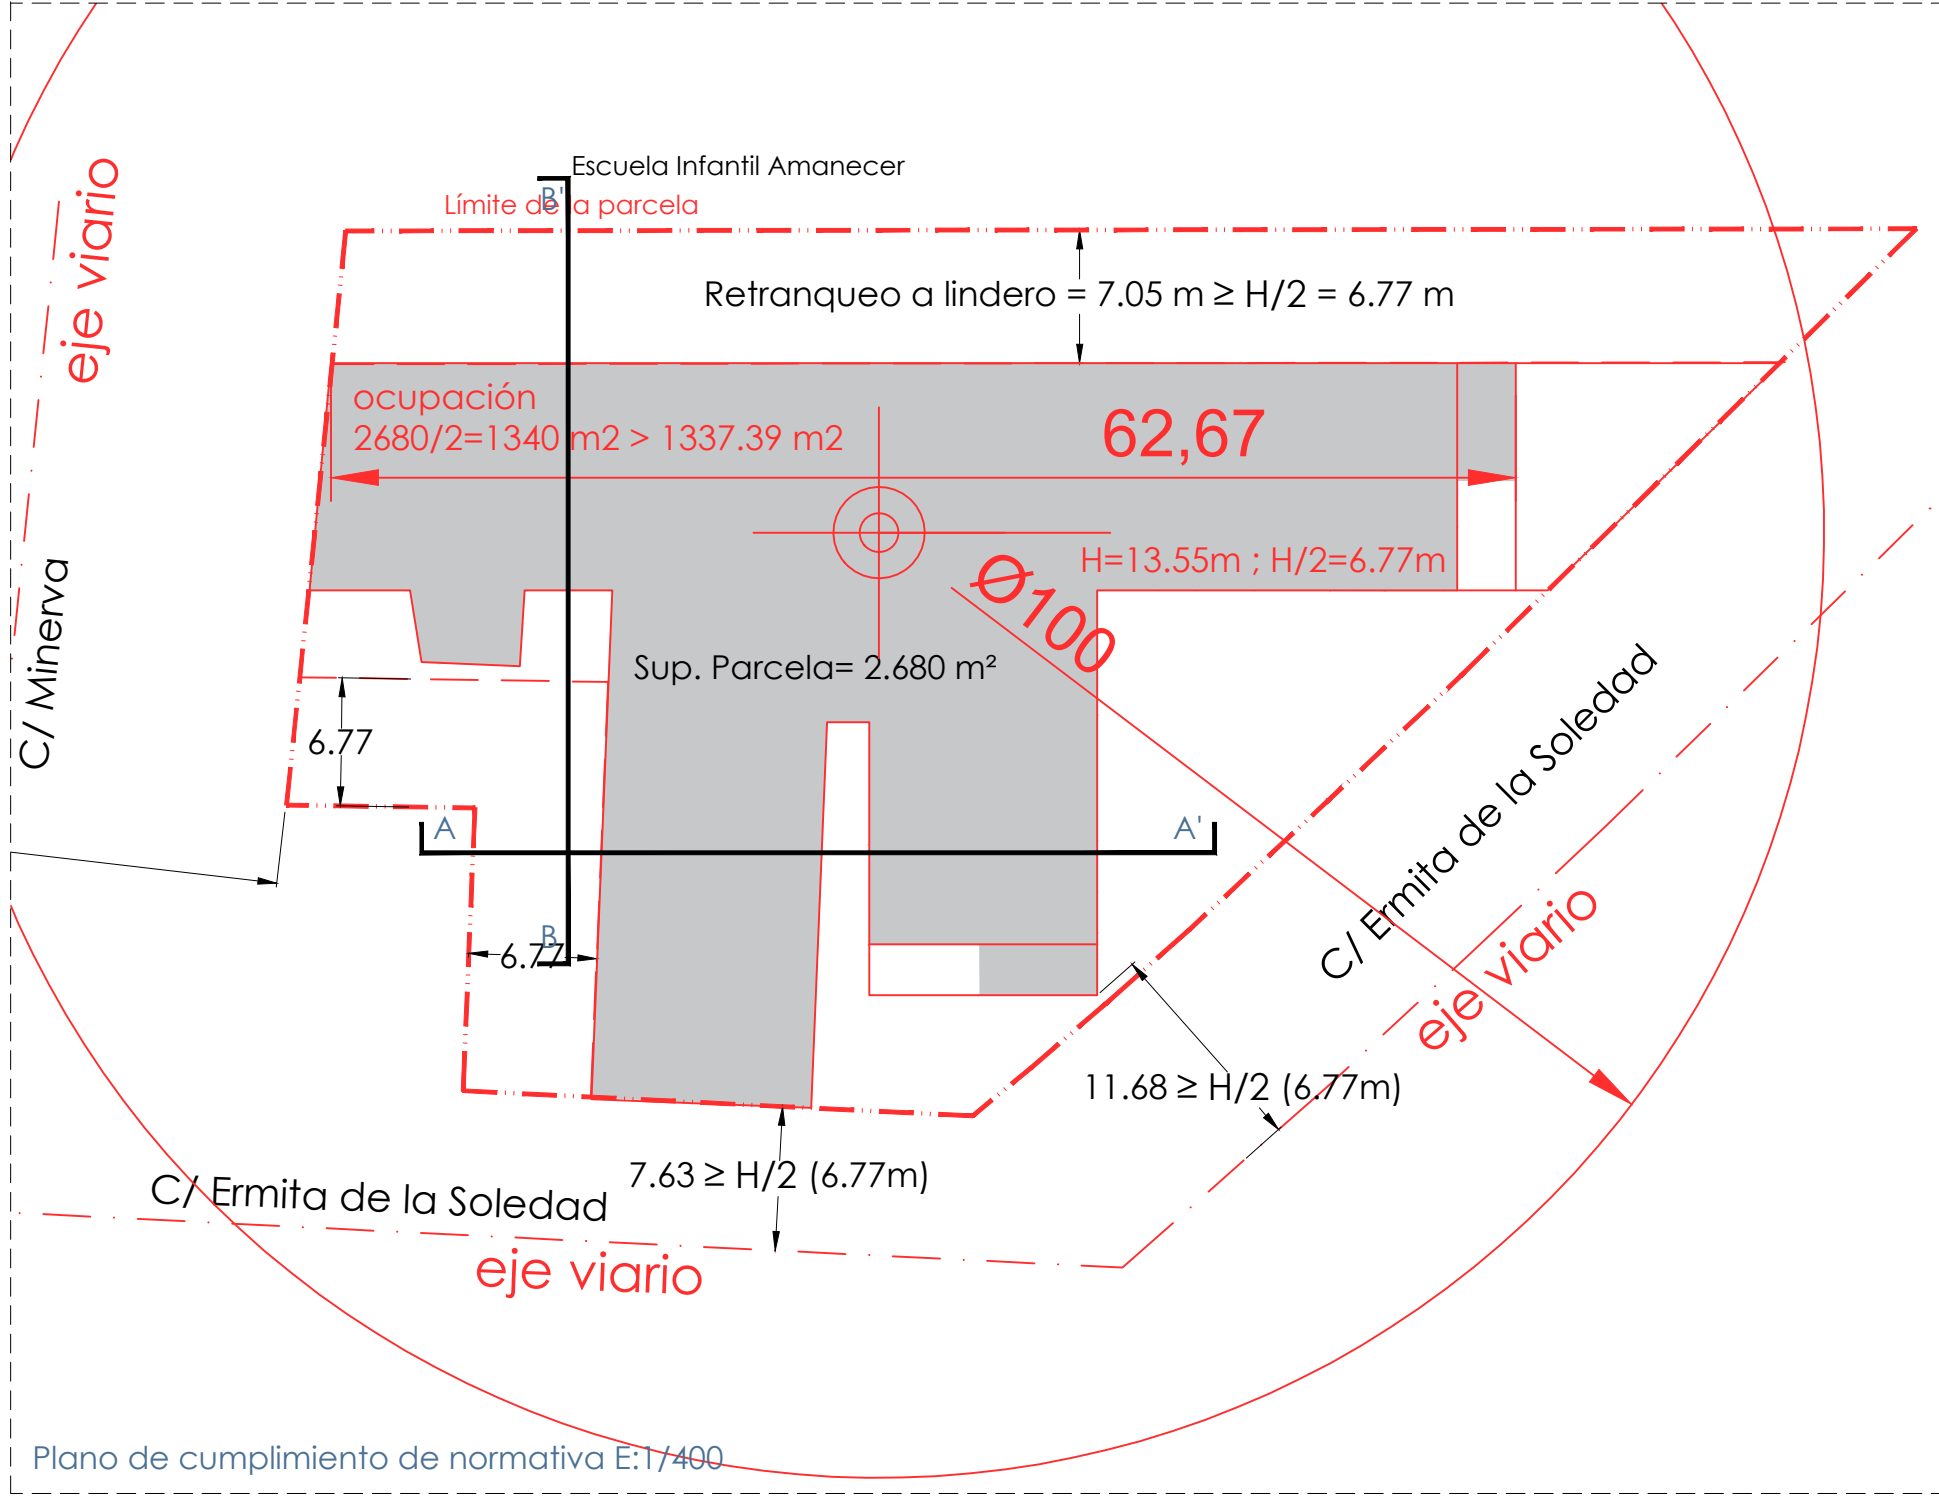 Escuela Infantil Amanecer
B'
Límite de la parcela
eje viario
Retranqueo a lindero = 7.05 m ≥ H/2 = 6.77 m
ocupación
2680/2=1340 m2 > 1337.39 m2
62,67
H=13.55m ; H/2=6.77m
Ø100
C/ Minerva
Sup. Parcela= 2.680 m²
6.77
A
A'
C/ Ermita de la Soledad
B
6.77
eje viario
11.68 ≥ H/2 (6.77m)
7.63 ≥ H/2 (6.77m)
C/ Ermita de la Soledad
eje viario
Plano de cumplimiento de normativa E:1/400